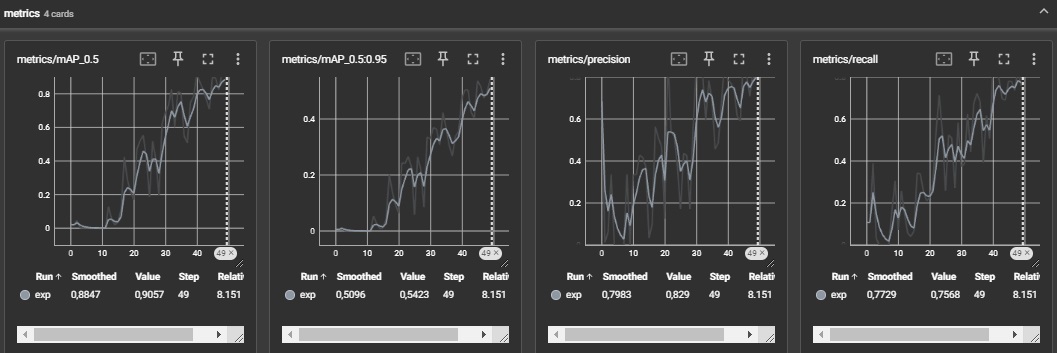 metrics 4 cards
metrics/mAP_0.5
0.8
0.6
0.4
0.2
0
0 10 20 30 40 49 ×
Run ↑ Smoothed Value Step Relati
exp 0,8847 0,9057 49 8.151
metrics/mAP_0.5:0.95
0.4
0.2
0
0 10 20 30 40 49 ×
Run ↑ Smoothed Value Step Relati
exp 0,5096 0,5423 49 8.151
metrics/precision
0.6
0.4
0.2
0 10 20 30 40 49 ×
Run ↑ Smoothed Value Step Relati
exp 0,7983 0,829 49 8.151
metrics/recall
0.6
0.4
0.2
0 10 20 30 40 49 ×
Run ↑ Smoothed Value Step Relati
exp 0,7729 0,7568 49 8.151